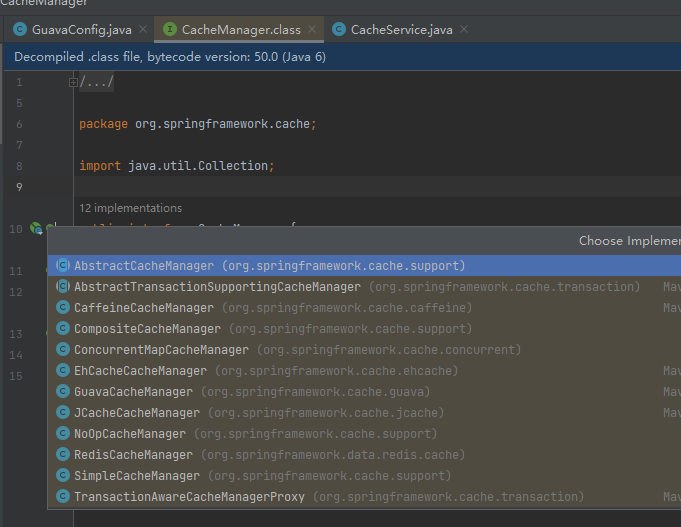 CacheManager
GuavaConfig.java × CacheManager.class × CacheService.java ×
Decompiled .class file, bytecode version: 50.0 (Java 6)
1 /.../
5
6 package org.springframework.cache;
7
8 import java.util.Collection;
9
12 implementations
10
Choose Impleme
11 AbstractCacheManager (org.springframework.cache.support)
12 AbstractTransactionSupportingCacheManager (org.springframework.cache.transaction) Mav
CaffeineCacheManager (org.springframework.cache.caffeine) Mav
13 CompositeCacheManager (org.springframework.cache.support)
14 ConcurrentMapCacheManager (org.springframework.cache.concurrent)
15 EhCacheCacheManager (org.springframework.cache.ehcache) Mav
GuavaCacheManager (org.springframework.cache.guava) Mav
JCacheCacheManager (org.springframework.cache.jcache) Mav
NoOpCacheManager (org.springframework.cache.support)
RedisCacheManager (org.springframework.data.redis.cache)
SimpleCacheManager (org.springframework.cache.support)
TransactionAwareCacheManagerProxy (org.springframework.cache.transaction) Mav